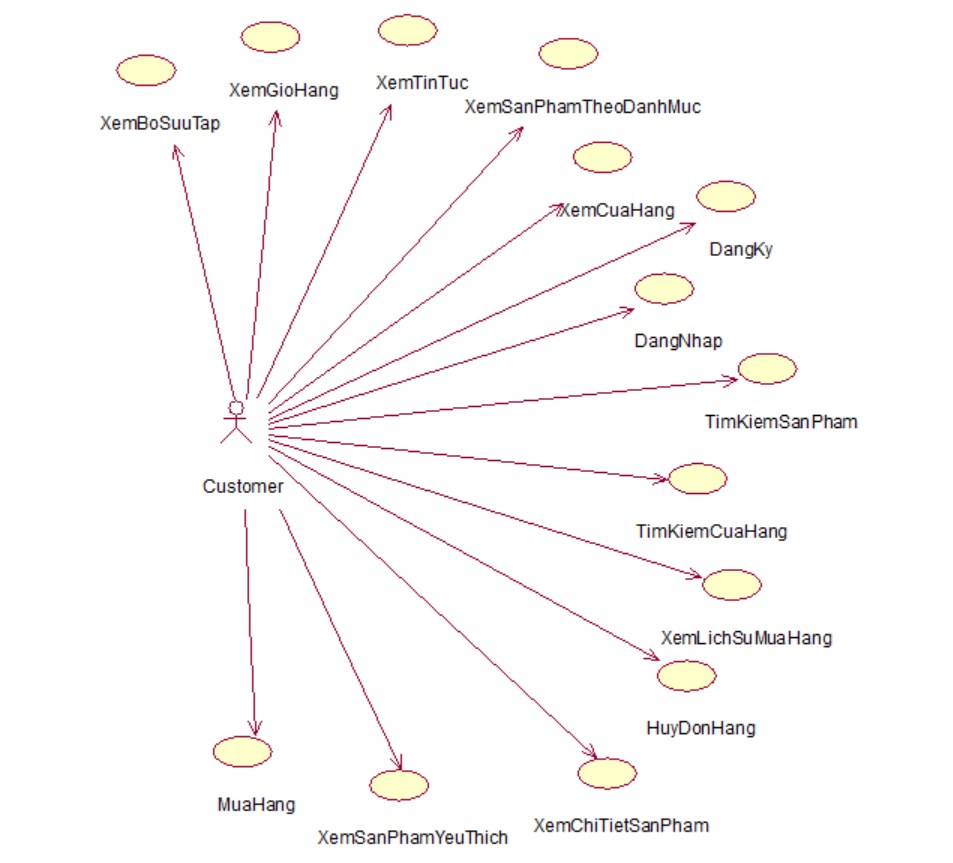 XemTinTuc
XemGioHang
XemSanPhamTheoDanhMuc
XemBoSuuTap
XemCuaHang
DangKy
DangNhap
TimKiemSanPham
Customer
TimKiemCuaHang
XemLichSuMuaHang
HuyDonHang
MuaHang
XemChiTietSanPham
XemSanPhamYeuThich